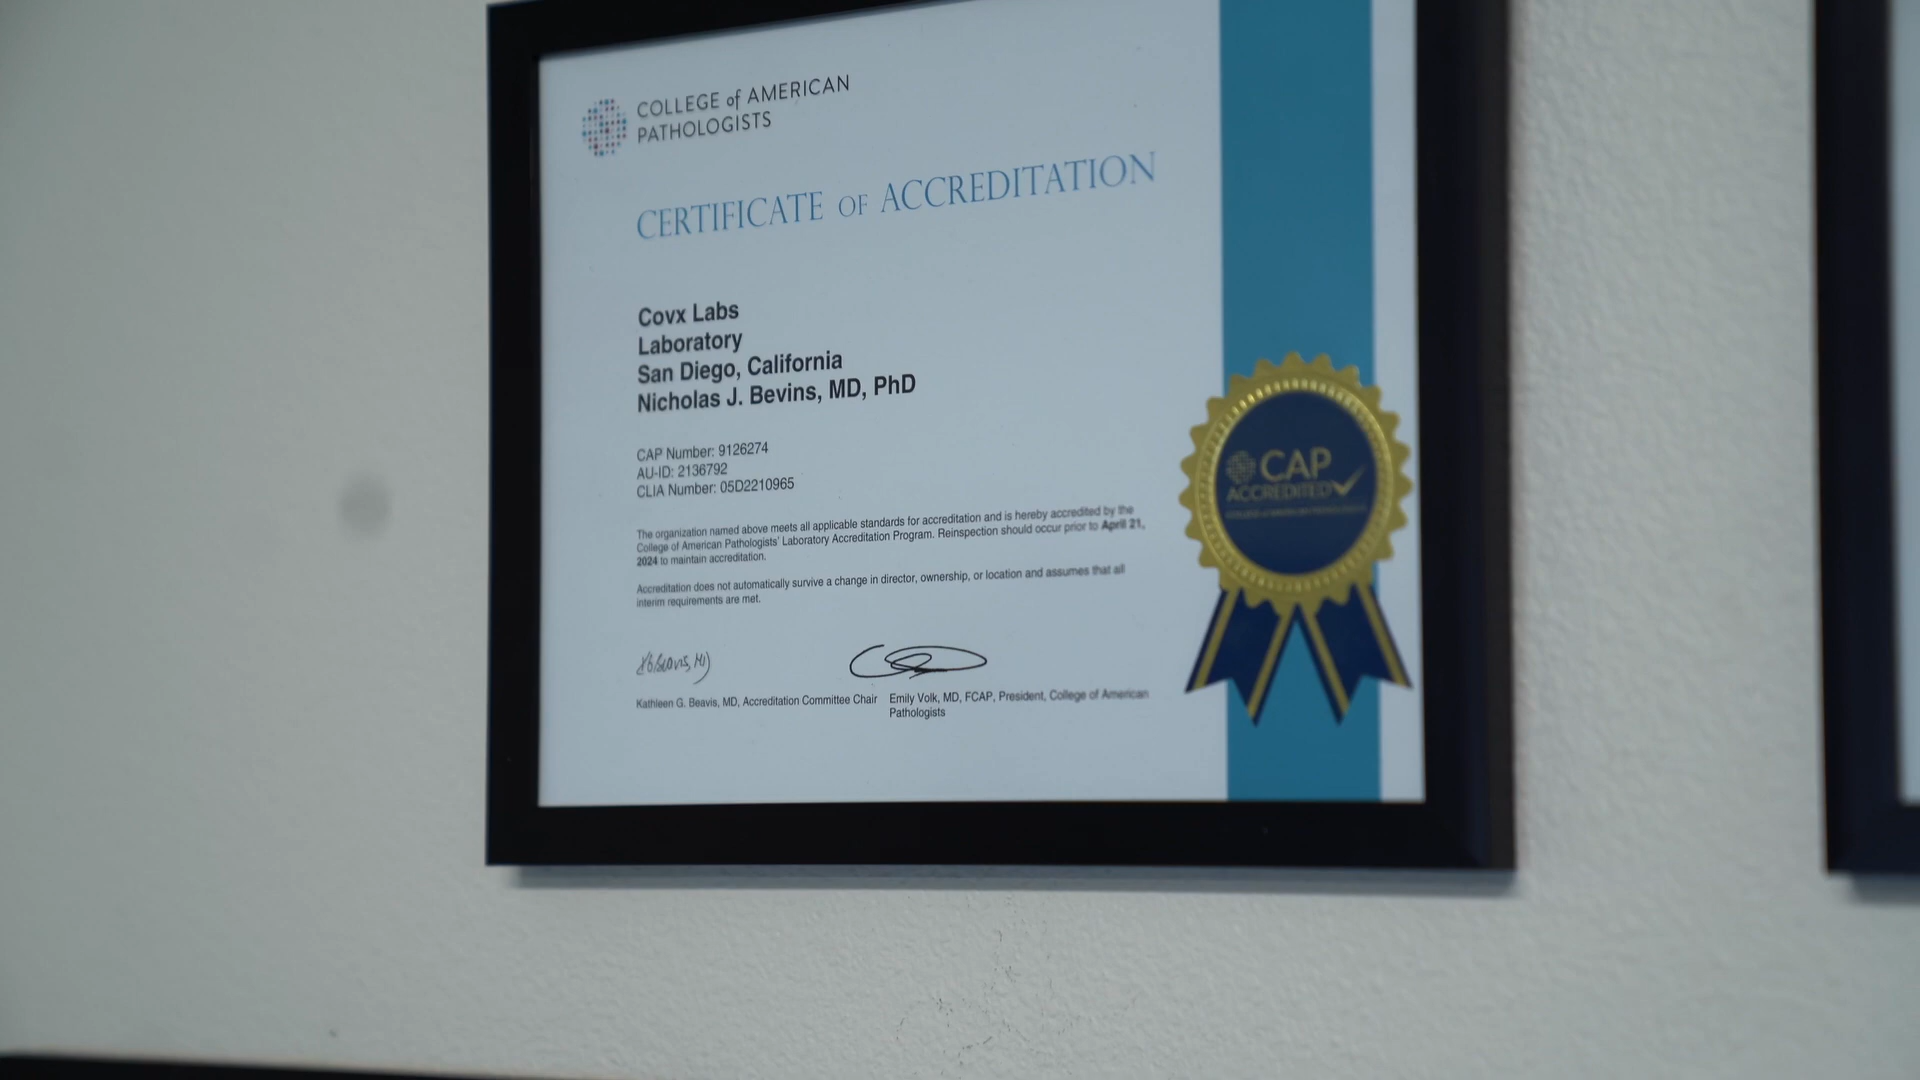 COLLEGE of AMERICAN
PATHOLOGISTS
CERTIFICATE OF ACCREDITATION
Covx Labs
Laboratory
San Diego, California
Nicholas J. Bevins, MD, PhD
CAP Number: 9126274
AU-ID: 2136792
CLIA Number: 05D2210965
The organization named above meets all applicable standards for accreditation and is hereby accredited by the
College of American Pathologists' Laboratory Accreditation Program. Reinspection should occur prior to April 21,
2024 to maintain accreditation.
Accreditation does not automatically survive a change in director, ownership, or location and assumes that all
interim requirements are met.
Kathleen G. Beavis, MD, Accreditation Committee Chair
Emily Volk, MD, FCAP, President, College of American
Pathologists
CAP
ACCREDITED